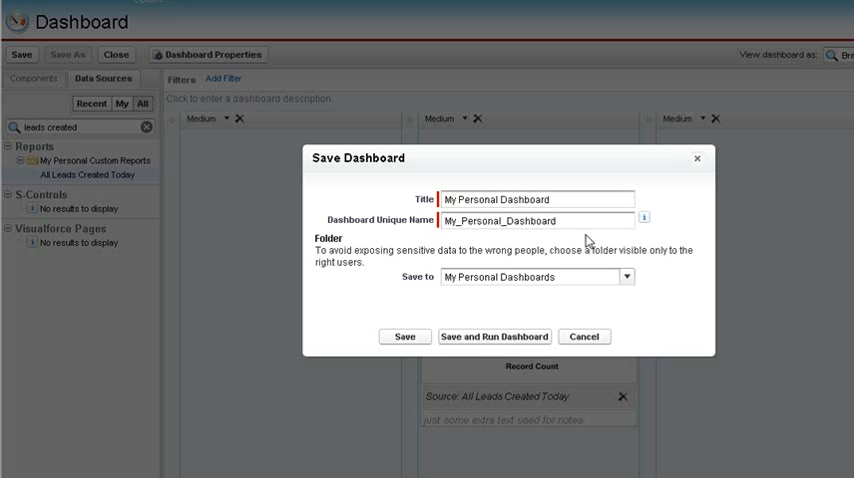 Dashboard
Save Save As Close Dashboard Properties View dashboard as:
Components Data Sources
Filters Add Filter
Recent My All
Click to enter a dashboard description.
leads created
Medium Medium Medium
Reports
My Personal Custom Reports
All Leads Created Today
S-Controls
No results to display
Visualforce Pages
No results to display
Save Dashboard
Title My Personal Dashboard
Dashboard Unique Name My_Personal_Dashboard
Folder
To avoid exposing sensitive data to the wrong people, choose a folder visible only to the
right users.
Save to My Personal Dashboards
Save Save and Run Dashboard Cancel
Record Count
Source: All Leads Created Today
just some extra text used for notes